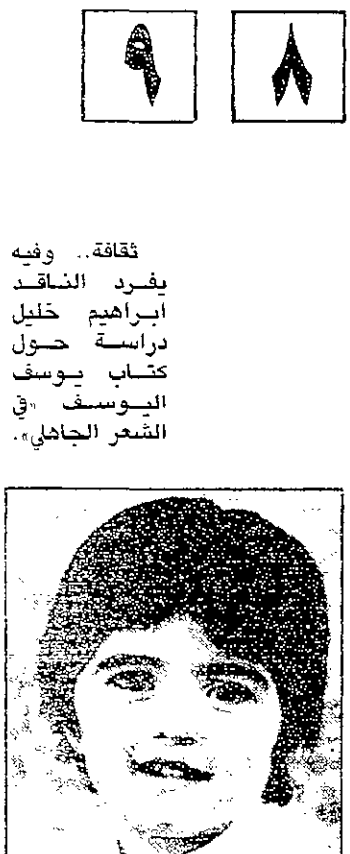 ٨ ٩
ثقافة.. وفيه
يفرد الناقد
ابراهيم خليل
دراسة حول
كتاب يوسف
اليوسف «في
الشعر الجاهلي».